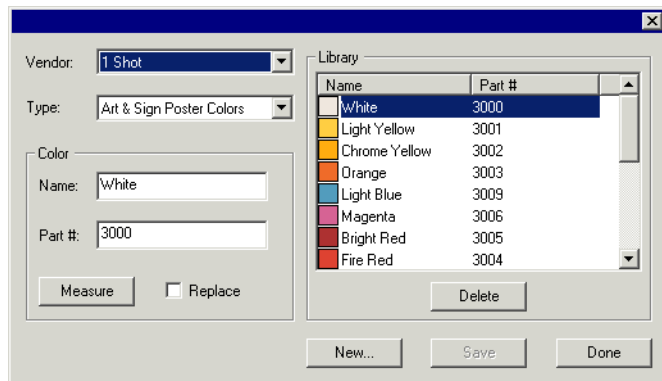 Vendor: 1 Shot
Type: Art & Sign Poster Colors
Color
Name: White
Part #: 3000
Measure Replace
Library
Name Part #
White 3000
Light Yellow 3001
Chrome Yellow 3002
Orange 3003
Light Blue 3009
Magenta 3006
Bright Red 3005
Fire Red 3004
Delete
New... Save Done